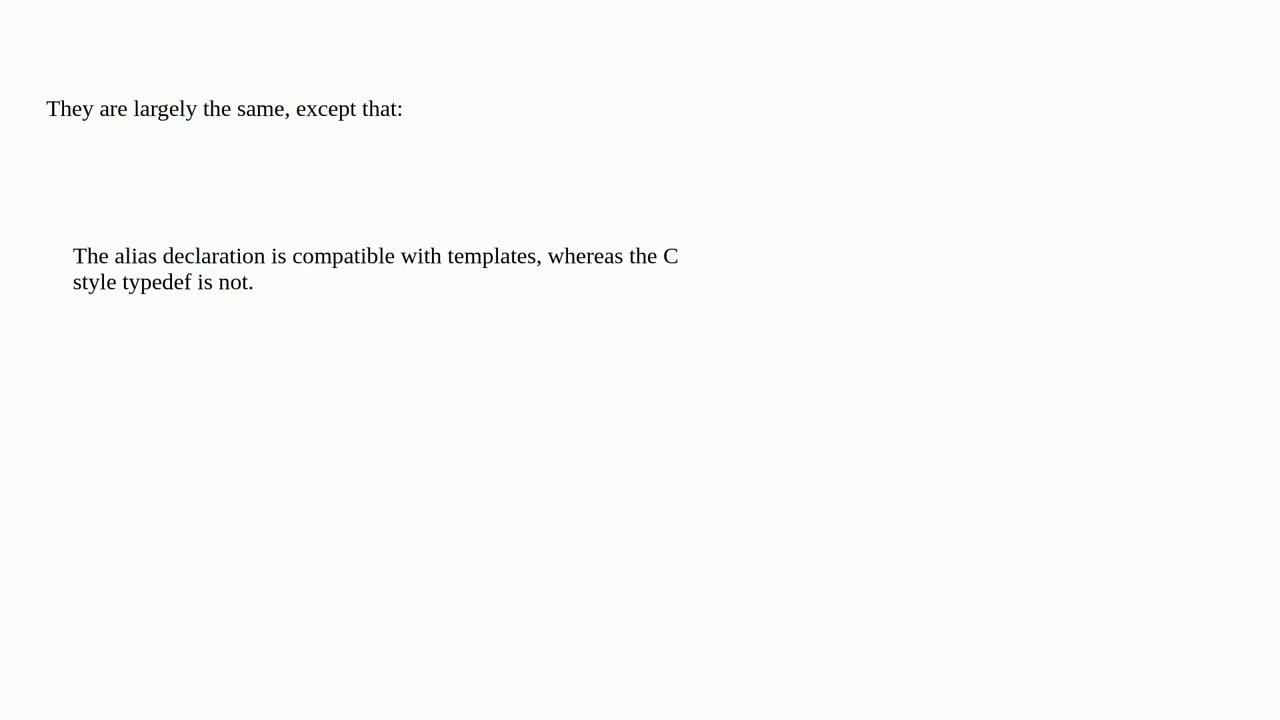 They are largely the same, except that:
The alias declaration is compatible with templates, whereas the C
style typedef is not.